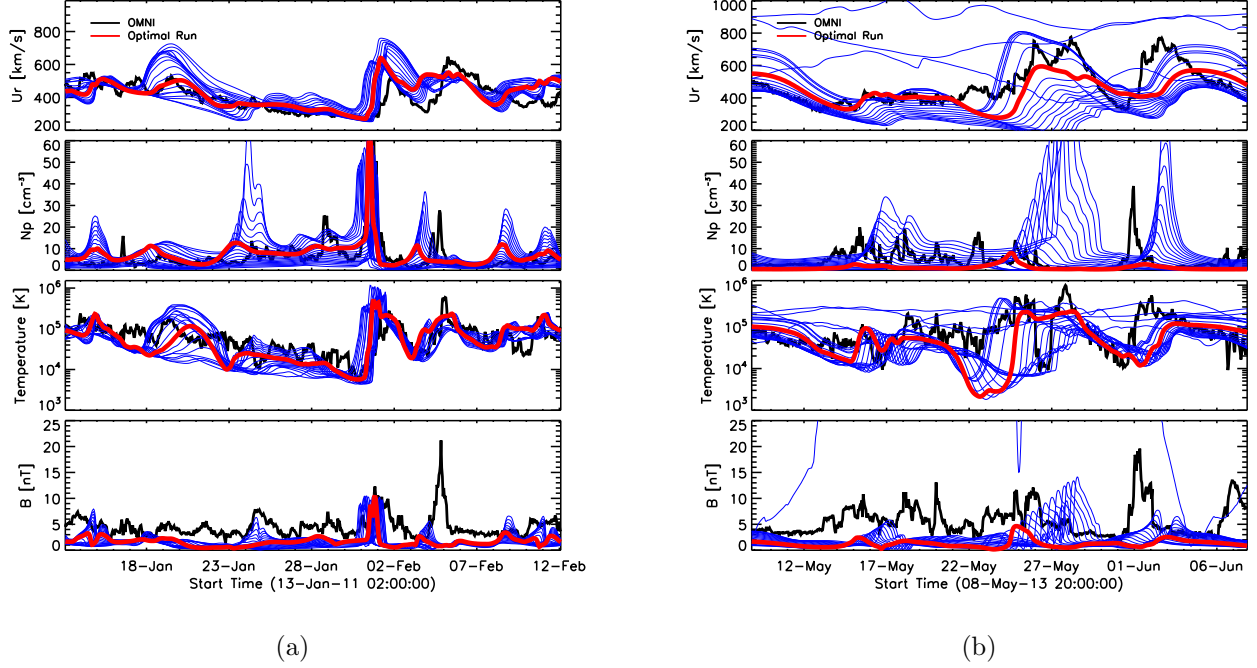 OMNI
Optimal Run
Ur [km/s]
800
600
400
200
Np [cm⁻³]
60
50
40
30
20
10
0
Temperature [K]
10⁶
10⁵
10⁴
10³
B [nT]
25
20
15
10
5
0
18-Jan 23-Jan 28-Jan 02-Feb 07-Feb 12-Feb
Start Time (13-Jan-11 02:00:00)
(a)
OMNI
Optimal Run
Ur [km/s]
1000
800
600
400
200
Np [cm⁻³]
60
50
40
30
20
10
0
Temperature [K]
10⁶
10⁵
10⁴
10³
B [nT]
25
20
15
10
5
0
12-May 17-May 22-May 27-May 01-Jun 06-Jun
Start Time (08-May-13 20:00:00)
(b)